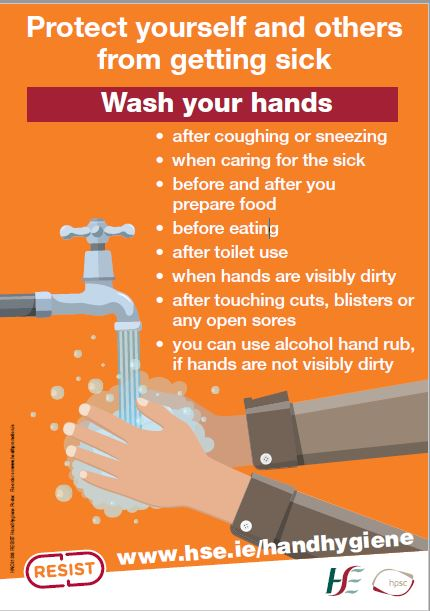 Protect yourself and others
from getting sick
Wash your hands
• after coughing or sneezing
• when caring for the sick
• before and after you
prepare food
• before eating
• after toilet use
• when hands are visibly dirty
• after touching cuts, blisters or
any open sores
• you can use alcohol hand rub,
if hands are not visibly dirty
RESIST
www.hse.ie/handhygiene
hpsc